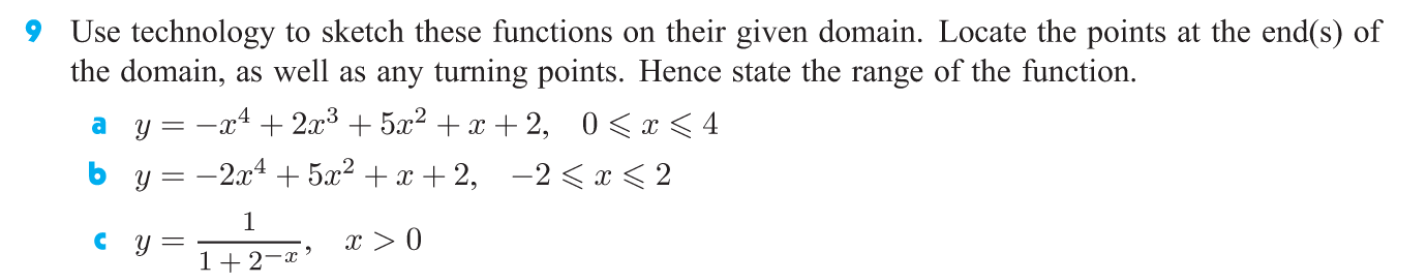 9 Use technology to sketch these functions on their given domain. Locate the points at the end(s) of
the domain, as well as any turning points. Hence state the range of the function.
a y = −x⁴ + 2x³ + 5x² + x + 2, 0 ⩽ x ⩽ 4
b y = −2x⁴ + 5x² + x + 2, −2 ⩽ x ⩽ 2
c y = 1/(1 + 2⁻ˣ), x > 0